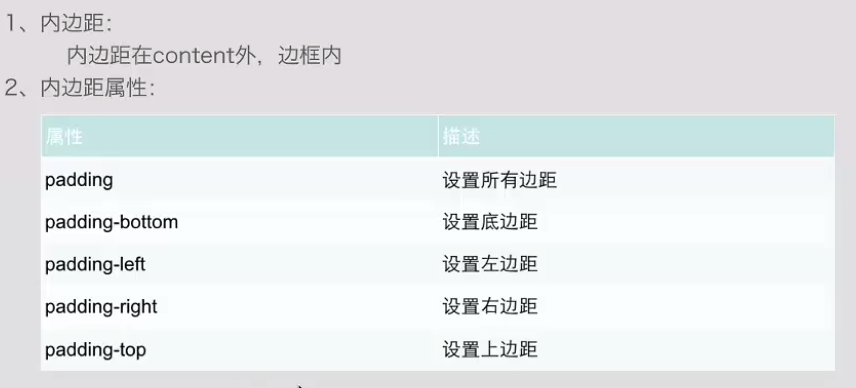 1、内边距：
内边距在content外，边框内
2、内边距属性：
属性 描述
padding 设置所有边距
padding-bottom 设置底边距
padding-left 设置左边距
padding-right 设置右边距
padding-top 设置上边距